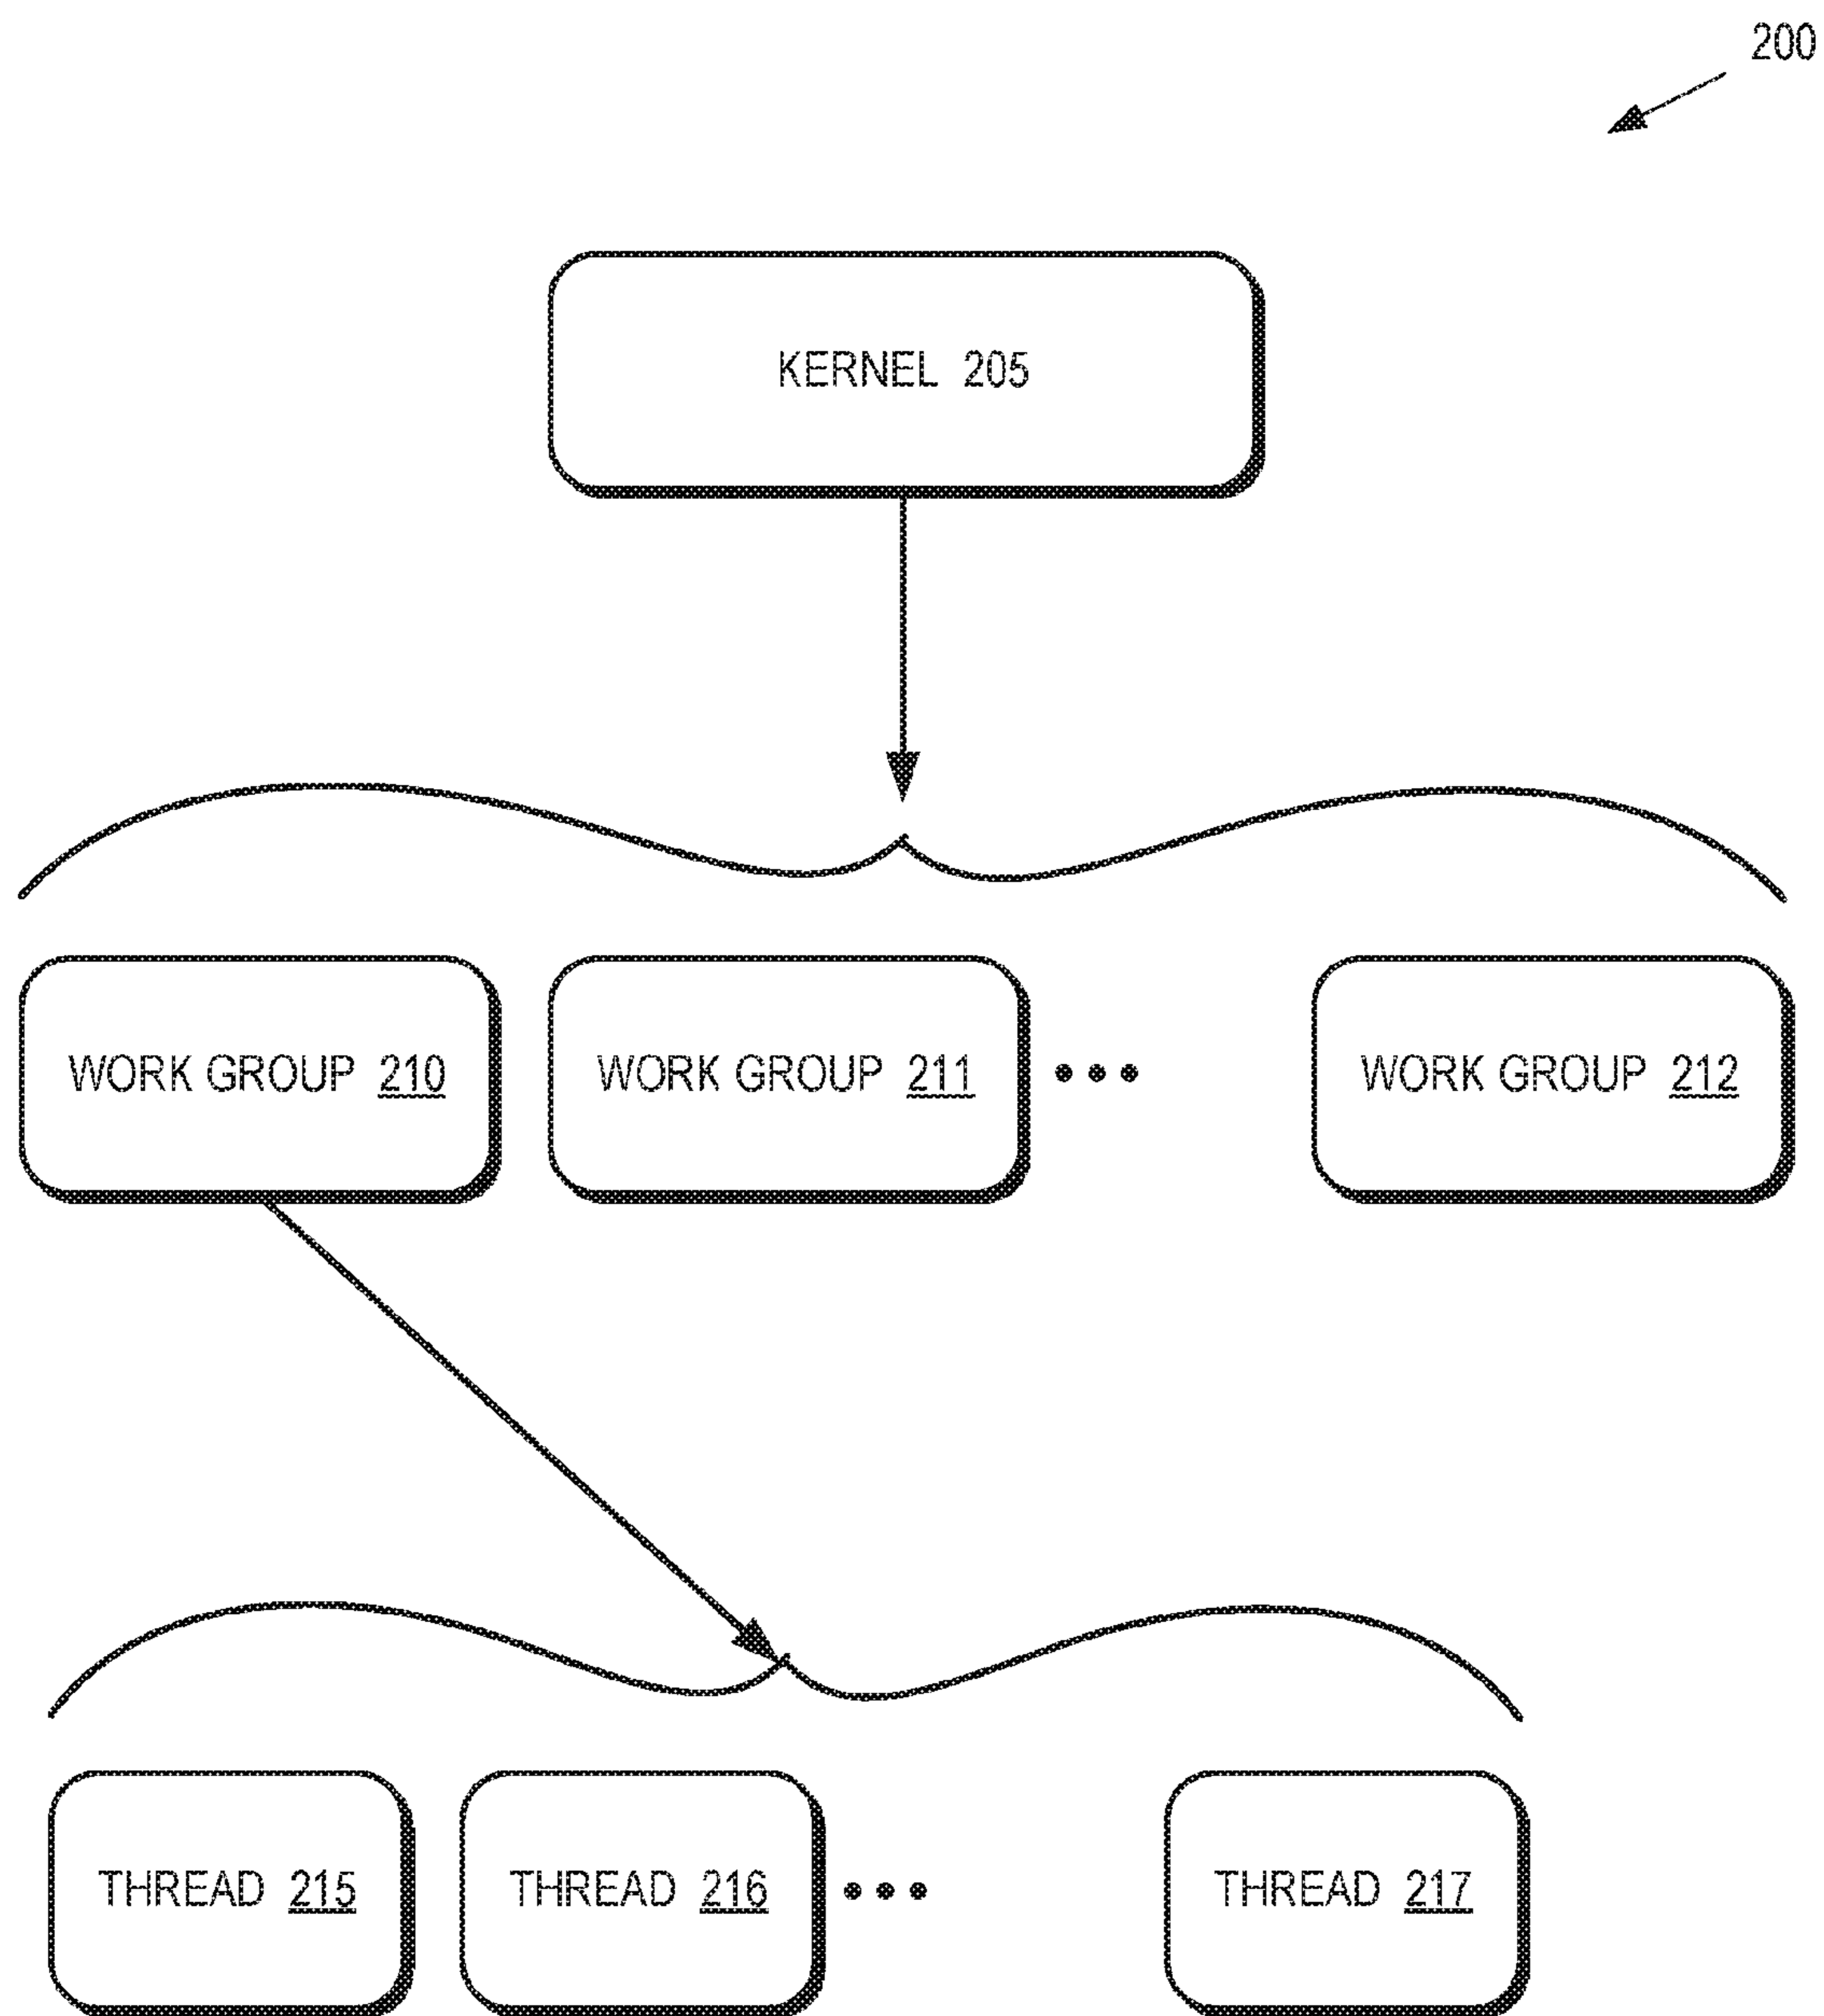 200
KERNEL 205
WORK GROUP 210
WORK GROUP 211
WORK GROUP 212
THREAD 215
THREAD 216
THREAD 217